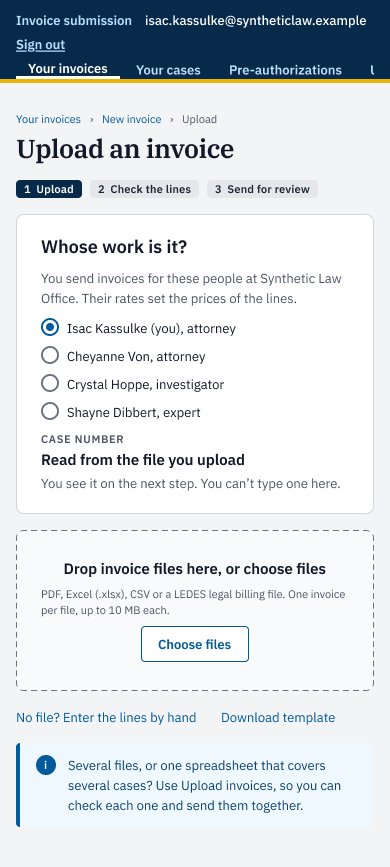 Invoice submission isac.kassulke@syntheticlaw.example
Sign out
Your invoices Your cases Pre-authorizations
Your invoices › New invoice › Upload
Upload an invoice
1 Upload 2 Check the lines 3 Send for review
Whose work is it?
You send invoices for these people at Synthetic Law
Office. Their rates set the prices of the lines.
Isac Kassulke (you), attorney
Cheyanne Von, attorney
Crystal Hoppe, investigator
Shayne Dibbert, expert
CASE NUMBER
Read from the file you upload
You see it on the next step. You can’t type one here.
Drop invoice files here, or choose files
PDF, Excel (.xlsx), CSV or a LEDES legal billing file. One invoice
per file, up to 10 MB each.
Choose files
No file? Enter the lines by hand Download template
Several files, or one spreadsheet that covers
several cases? Use Upload invoices, so you can
check each one and send them together.